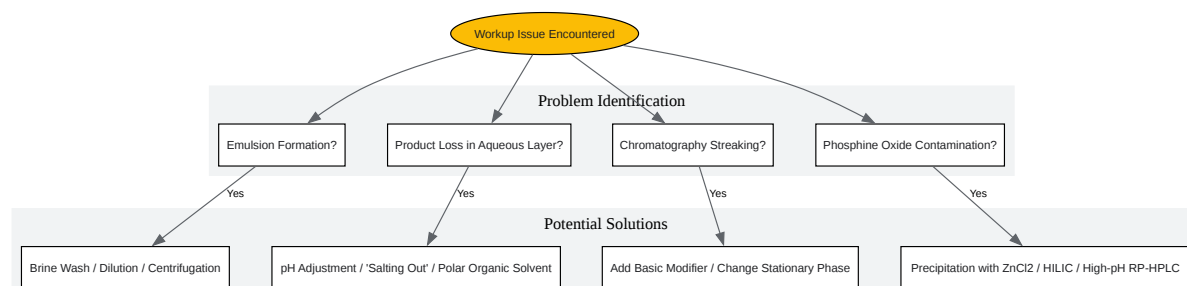 Workup Issue Encountered
Problem Identification
Emulsion Formation?
Product Loss in Aqueous Layer?
Chromatography Streaking?
Phosphine Oxide Contamination?
Yes
Yes
Yes
Yes
Potential Solutions
Brine Wash / Dilution / Centrifugation
pH Adjustment / 'Salting Out' / Polar Organic Solvent
Add Basic Modifier / Change Stationary Phase
Precipitation with ZnCl2 / HILIC / High-pH RP-HPLC